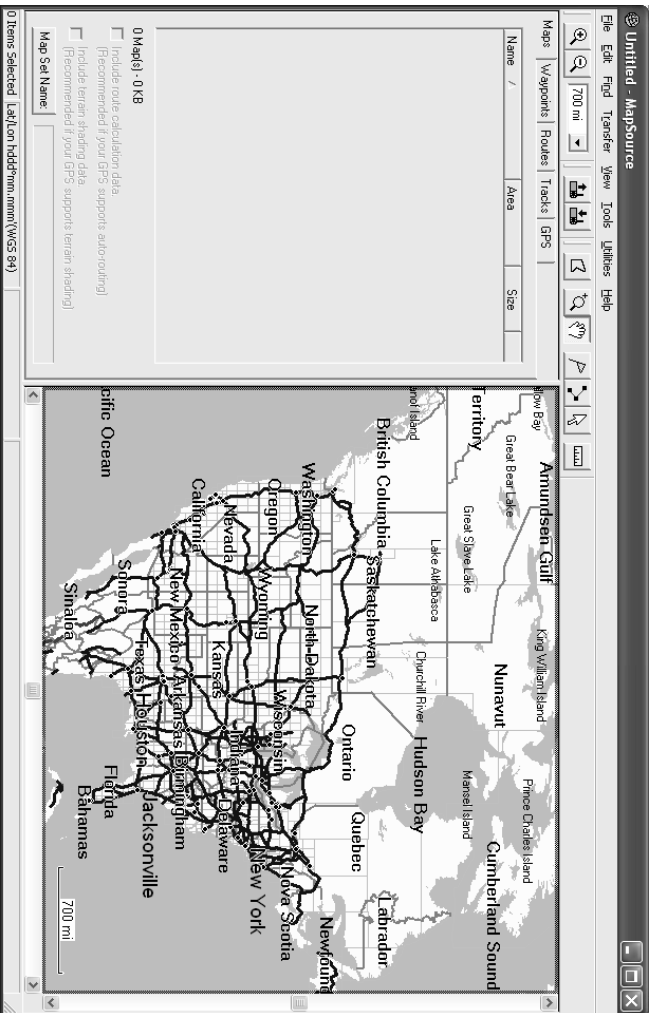 Untitled - MapSource
File Edit Find Transfer View Tools Utilities Help
700 mi
Maps Waypoints Routes Tracks GPS
Name / Area Size
0 Map(s) - 0 KB
Include route calculation data.
(Recommended if your GPS supports auto-routing)
Include terrain shading data
(Recommended if your GPS supports terrain shading)
Map Set Name:
0 Items Selected Lat/Lon hddd°mm.mmm'(WGS 84)
llow Bay
Amundsen Gulf
King William Island
Prince Charles Island
Great Bear Lake
Territory
Great Slave Lake
Nunavut
Mansel Island
Cumberland Sound
anof Island
Lake Athabasca
Churchill River
Hudson Bay
British Columbia
Saskatchewan
Ontario
Quebec
Labrador
Newfound
Washington
North Dakota
Oregon
Wyoming
Wisconsin
Nova Scotia
Nevada
Kansas
Indiana
New York
California
Delaware
New Mexico
Arkansas
Birmingham
Sonora
Texas
Houston
Jacksonville
cific Ocean
Sinaloa
Florida
Bahamas
700 mi